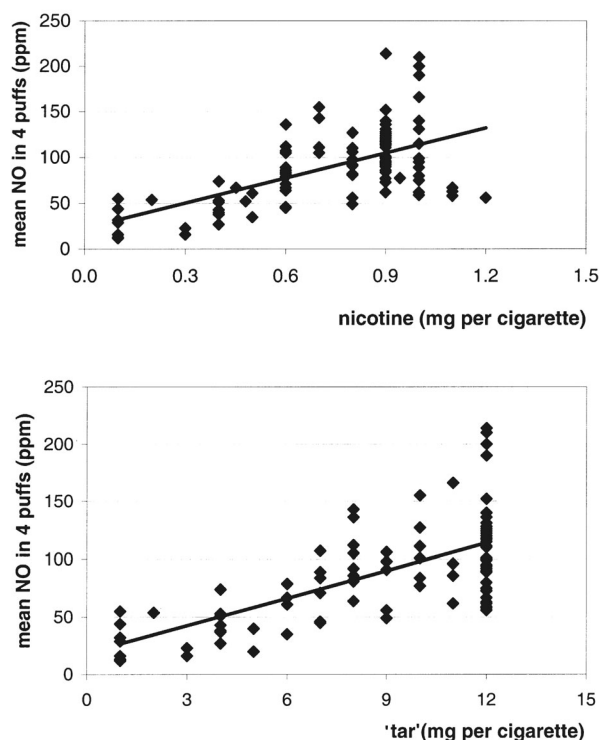 mean NO in 4 puffs (ppm)
250
200
150
100
50
0
0.0 0.3 0.6 0.9 1.2 1.5
nicotine (mg per cigarette)
mean NO in 4 puffs (ppm)
250
200
150
100
50
0
0 3 6 9 12 15
'tar'(mg per cigarette)